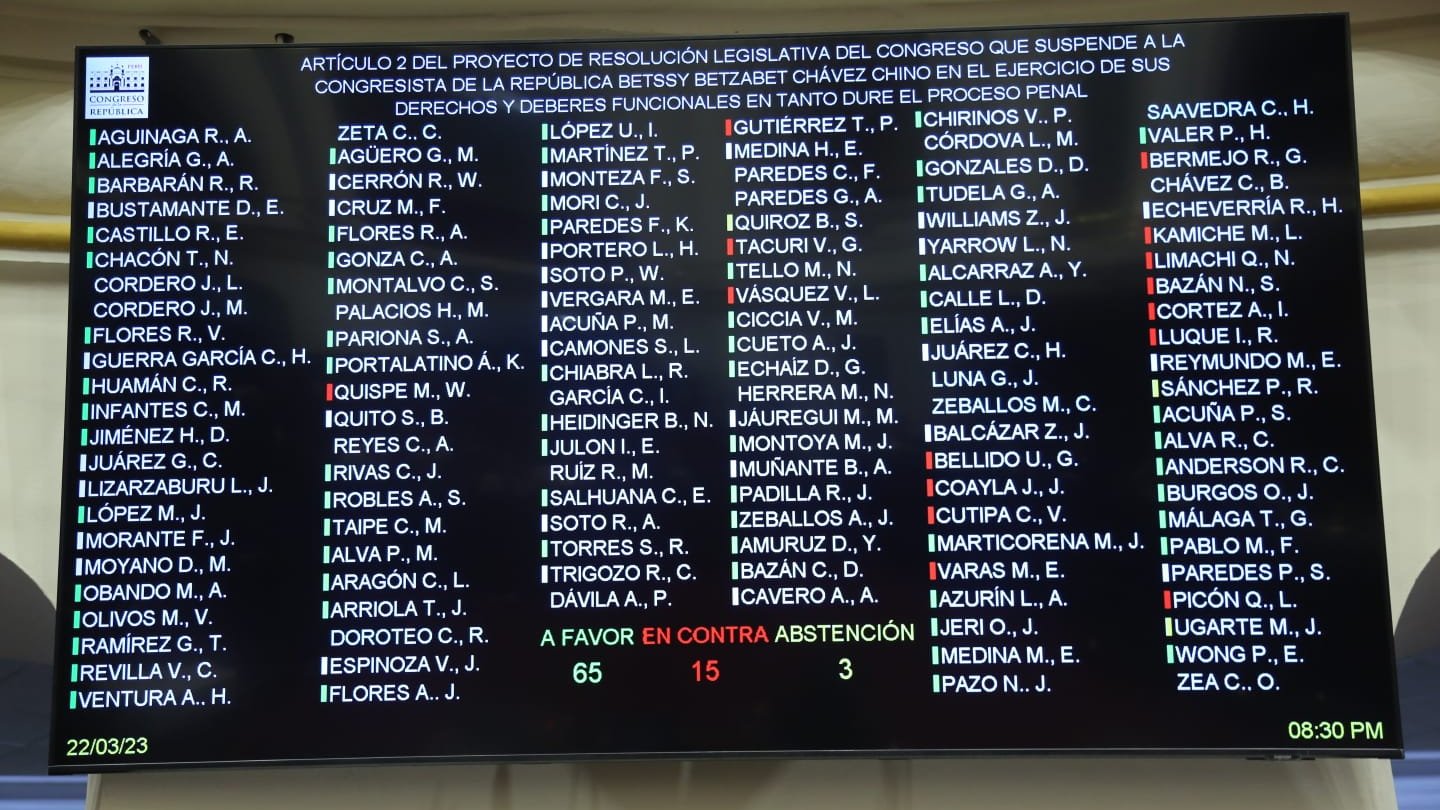 PERÚ
CONGRESO
de la
REPÚBLICA
ARTÍCULO 2 DEL PROYECTO DE RESOLUCIÓN LEGISLATIVA DEL CONGRESO QUE SUSPENDE A LA
CONGRESISTA DE LA REPÚBLICA BETSSY BETZABET CHÁVEZ CHINO EN EL EJERCICIO DE SUS
DERECHOS Y DEBERES FUNCIONALES EN TANTO DURE EL PROCESO PENAL
AGUINAGA R., A.
ALEGRÍA G., A.
BARBARÁN R., R.
BUSTAMANTE D., E.
CASTILLO R., E.
CHACÓN T., N.
CORDERO J., L.
CORDERO J., M.
FLORES R., V.
GUERRA GARCÍA C., H.
HUAMÁN C., R.
INFANTES C., M.
JIMÉNEZ H., D.
JUÁREZ G., C.
LIZARZABURU L., J.
LÓPEZ M., J.
MORANTE F., J.
MOYANO D., M.
OBANDO M., A.
OLIVOS M., V.
RAMÍREZ G., T.
REVILLA V., C.
VENTURA A., H.
ZETA C., C.
AGÜERO G., M.
CERRÓN R., W.
CRUZ M., F.
FLORES R., A.
GONZA C., A.
MONTALVO C., S.
PALACIOS H., M.
PARIONA S., A.
PORTALATINO Á., K.
QUISPE M., W.
QUITO S., B.
REYES C., A.
RIVAS C., J.
ROBLES A., S.
TAIPE C., M.
ALVA P., M.
ARAGÓN C., L.
ARRIOLA T., J.
DOROTEO C., R.
ESPINOZA V., J.
FLORES A., J.
LÓPEZ U., I.
MARTÍNEZ T., P.
MONTEZA F., S.
MORI C., J.
PAREDES F., K.
PORTERO L., H.
SOTO P., W.
VERGARA M., E.
ACUÑA P., M.
CAMONES S., L.
CHIABRA L., R.
GARCÍA C., I.
HEIDINGER B., N.
JULON I., E.
RUÍZ R., M.
SALHUANA C., E.
SOTO R., A.
TORRES S., R.
TRIGOZO R., C.
DÁVILA A., P.
GUTIÉRREZ T., P.
MEDINA H., E.
PAREDES C., F.
PAREDES G., A.
QUIROZ B., S.
TACURI V., G.
TELLO M., N.
VÁSQUEZ V., L.
CICCIA V., M.
CUETO A., J.
ECHAÍZ D., G.
HERRERA M., N.
JÁUREGUI M., M.
MONTOYA M., J.
MUÑANTE B., A.
PADILLA R., J.
ZEBALLOS A., J.
AMURUZ D., Y.
BAZÁN C., D.
CAVERO A., A.
CHIRINOS V., P.
CÓRDOVA L., M.
GONZALES D., D.
TUDELA G., A.
WILLIAMS Z., J.
YARROW L., N.
ALCARRAZ A., Y.
CALLE L., D.
ELÍAS A., J.
JUÁREZ C., H.
LUNA G., J.
ZEBALLOS M., C.
BALCÁZAR Z., J.
BELLIDO U., G.
COAYLA J., J.
CUTIPA C., V.
MARTICORENA M., J.
VARAS M., E.
AZURÍN L., A.
JERI O., J.
MEDINA M., E.
PAZO N., J.
SAAVEDRA C., H.
VALER P., H.
BERMEJO R., G.
CHÁVEZ C., B.
ECHEVERRÍA R., H.
KAMICHE M., L.
LIMACHI Q., N.
BAZÁN N., S.
CORTEZ A., I.
LUQUE I., R.
REYMUNDO M., E.
SÁNCHEZ P., R.
ACUÑA P., S.
ALVA R., C.
ANDERSON R., C.
BURGOS O., J.
MÁLAGA T., G.
PABLO M., F.
PAREDES P., S.
PICÓN Q., L.
UGARTE M., J.
WONG P., E.
ZEA C., O.
A FAVOR EN CONTRA ABSTENCIÓN
65 15 3
22/03/23
08:30 PM